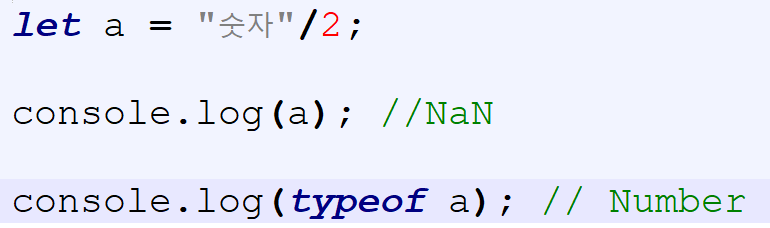 let a = "숫자"/2;
console.log(a); //NaN
console.log(typeof a); // Number